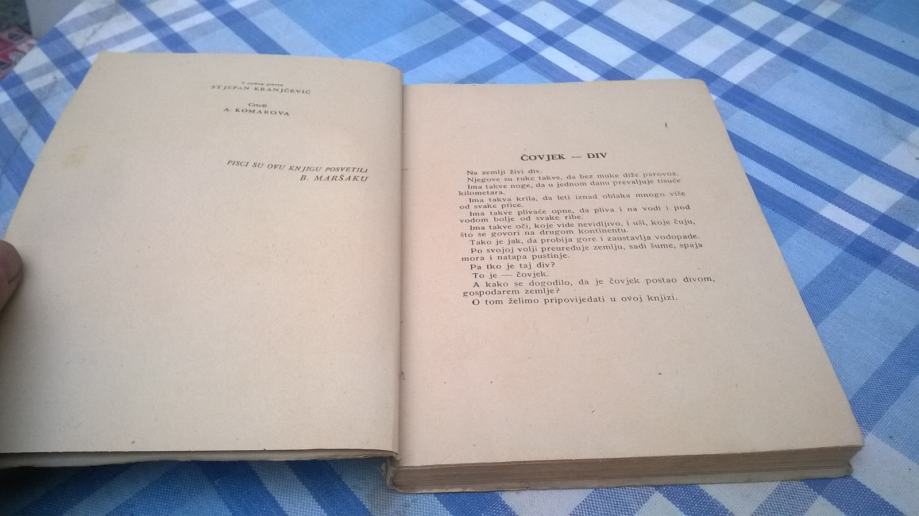 S ruskog preveo
STJEPAN KRANJČEVIĆ
Crteži
A. KOMAROVA
PISCI SU OVU KNJIGU POSVETILI
B. MARŠAKU
ČOVJEK — DIV
Na zemlji živi div.
Njegove su ruke takve, da bez muke diže parovoz.
Ima takve noge, da u jednom danu prevaljuje tisuće
kilometara.
Ima takva krila, da leti iznad oblaka mnogo više
od svake ptice.
Ima takve plivaće opne, da pliva i na vodi i pod
vodom bolje od svake ribe.
Ima takve oči, koje vide nevidljivo, i uši, koje čuju,
što se govori na drugom kontinentu.
Tako je jak, da probija gore i zaustavlja vodopade.
Po svojoj volji preuređuje zemlju, sadi šume, spaja
mora i natapa pustinje.
Pa tko je taj div?
To je — čovjek.
A kako se dogodilo, da je čovjek postao divom,
gospodarem zemlje?
O tom želimo pripovijedati u ovoj knjizi.